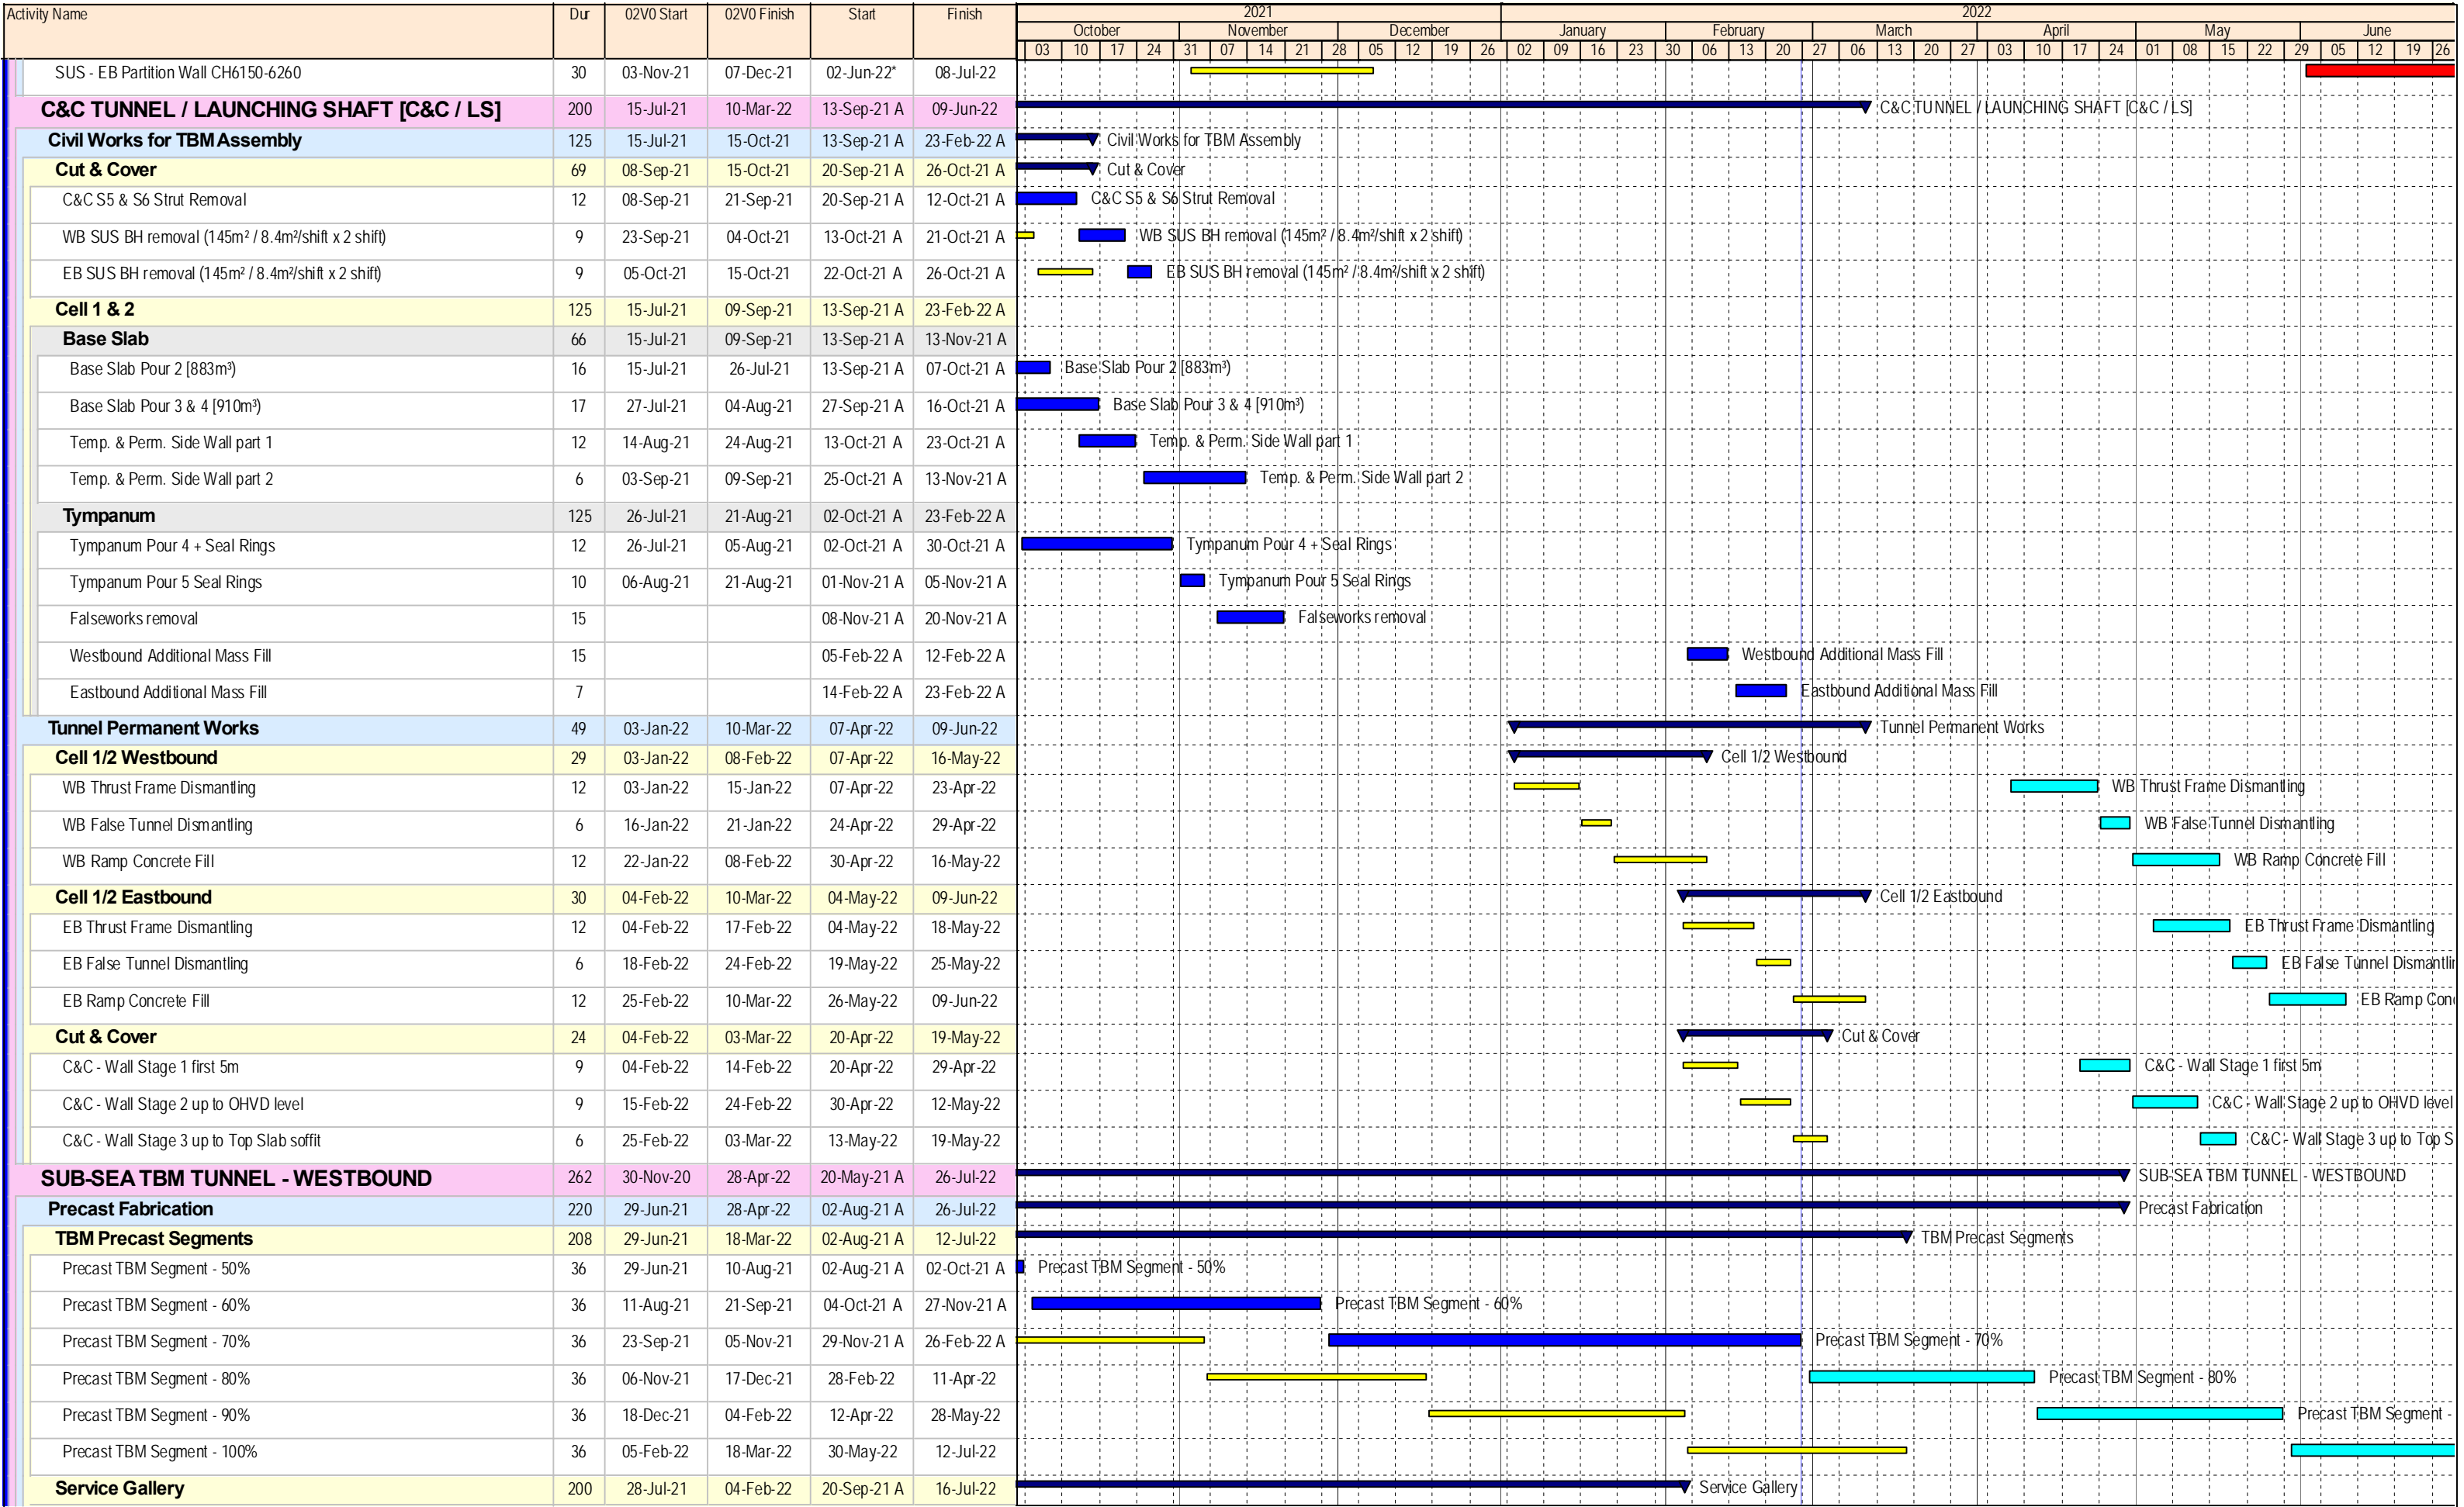 Activity Name Dur 02V0 Start 02V0 Finish Start Finish 2021 2022
October November December January February March April May June
03 10 17 24 31 07 14 21 28 05 12 19 26 02 09 16 23 30 06 13 20 27 06 13 20 27 03 10 17 24 01 08 15 22 29 05 12 19 26
SUS - EB Partition Wall CH6150-6260 30 03-Nov-21 07-Dec-21 02-Jun-22* 08-Jul-22
C&C TUNNEL / LAUNCHING SHAFT [C&C / LS] 200 15-Jul-21 10-Mar-22 13-Sep-21 A 09-Jun-22 C&C TUNNEL / LAUNCHING SHAFT [C&C / LS]
Civil Works for TBM Assembly 125 15-Jul-21 15-Oct-21 13-Sep-21 A 23-Feb-22 A Civil Works for TBM Assembly
Cut & Cover 69 08-Sep-21 15-Oct-21 20-Sep-21 A 26-Oct-21 A Cut & Cover
C&C S5 & S6 Strut Removal 12 08-Sep-21 21-Sep-21 20-Sep-21 A 12-Oct-21 A C&C S5 & S6 Strut Removal
WB SUS BH removal (145m² / 8.4m²/shift x 2 shift) 9 23-Sep-21 04-Oct-21 13-Oct-21 A 21-Oct-21 A WB SUS BH removal (145m² / 8.4m²/shift x 2 shift)
EB SUS BH removal (145m² / 8.4m²/shift x 2 shift) 9 05-Oct-21 15-Oct-21 22-Oct-21 A 26-Oct-21 A EB SUS BH removal (145m² / 8.4m²/shift x 2 shift)
Cell 1 & 2 125 15-Jul-21 09-Sep-21 13-Sep-21 A 23-Feb-22 A
Base Slab 66 15-Jul-21 09-Sep-21 13-Sep-21 A 13-Nov-21 A
Base Slab Pour 2 [883m³) 16 15-Jul-21 26-Jul-21 13-Sep-21 A 07-Oct-21 A Base Slab Pour 2 [883m³)
Base Slab Pour 3 & 4 [910m³) 17 27-Jul-21 04-Aug-21 27-Sep-21 A 16-Oct-21 A Base Slab Pour 3 & 4 [910m³)
Temp. & Perm. Side Wall part 1 12 14-Aug-21 24-Aug-21 13-Oct-21 A 23-Oct-21 A Temp. & Perm. Side Wall part 1
Temp. & Perm. Side Wall part 2 6 03-Sep-21 09-Sep-21 25-Oct-21 A 13-Nov-21 A Temp. & Perm. Side Wall part 2
Tympanum 125 26-Jul-21 21-Aug-21 02-Oct-21 A 23-Feb-22 A
Tympanum Pour 4 + Seal Rings 12 26-Jul-21 05-Aug-21 02-Oct-21 A 30-Oct-21 A Tympanum Pour 4 + Seal Rings
Tympanum Pour 5 Seal Rings 10 06-Aug-21 21-Aug-21 01-Nov-21 A 05-Nov-21 A Tympanum Pour 5 Seal Rings
Falseworks removal 15 08-Nov-21 A 20-Nov-21 A Falseworks removal
Westbound Additional Mass Fill 15 05-Feb-22 A 12-Feb-22 A Westbound Additional Mass Fill
Eastbound Additional Mass Fill 7 14-Feb-22 A 23-Feb-22 A Eastbound Additional Mass Fill
Tunnel Permanent Works 49 03-Jan-22 10-Mar-22 07-Apr-22 09-Jun-22 Tunnel Permanent Works
Cell 1/2 Westbound 29 03-Jan-22 08-Feb-22 07-Apr-22 16-May-22 Cell 1/2 Westbound
WB Thrust Frame Dismantling 12 03-Jan-22 15-Jan-22 07-Apr-22 23-Apr-22 WB Thrust Frame Dismantling
WB False Tunnel Dismantling 6 16-Jan-22 21-Jan-22 24-Apr-22 29-Apr-22 WB False Tunnel Dismantling
WB Ramp Concrete Fill 12 22-Jan-22 08-Feb-22 30-Apr-22 16-May-22 WB Ramp Concrete Fill
Cell 1/2 Eastbound 30 04-Feb-22 10-Mar-22 04-May-22 09-Jun-22 Cell 1/2 Eastbound
EB Thrust Frame Dismantling 12 04-Feb-22 17-Feb-22 04-May-22 18-May-22 EB Thrust Frame Dismantling
EB False Tunnel Dismantling 6 18-Feb-22 24-Feb-22 19-May-22 25-May-22 EB False Tunnel Dismantlin
EB Ramp Concrete Fill 12 25-Feb-22 10-Mar-22 26-May-22 09-Jun-22 EB Ramp Con
Cut & Cover 24 04-Feb-22 03-Mar-22 20-Apr-22 19-May-22 Cut & Cover
C&C - Wall Stage 1 first 5m 9 04-Feb-22 14-Feb-22 20-Apr-22 29-Apr-22 C&C - Wall Stage 1 first 5m
C&C - Wall Stage 2 up to OHVD level 9 15-Feb-22 24-Feb-22 30-Apr-22 12-May-22 C&C - Wall Stage 2 up to OHVD level
C&C - Wall Stage 3 up to Top Slab soffit 6 25-Feb-22 03-Mar-22 13-May-22 19-May-22 C&C - Wall Stage 3 up to Top S
SUB-SEA TBM TUNNEL - WESTBOUND 262 30-Nov-20 28-Apr-22 20-May-21 A 26-Jul-22 SUB-SEA TBM TUNNEL - WESTBOUND
Precast Fabrication 220 29-Jun-21 28-Apr-22 02-Aug-21 A 26-Jul-22 Precast Fabrication
TBM Precast Segments 208 29-Jun-21 18-Mar-22 02-Aug-21 A 12-Jul-22 TBM Precast Segments
Precast TBM Segment - 50% 36 29-Jun-21 10-Aug-21 02-Aug-21 A 02-Oct-21 A Precast TBM Segment - 50%
Precast TBM Segment - 60% 36 11-Aug-21 21-Sep-21 04-Oct-21 A 27-Nov-21 A Precast TBM Segment - 60%
Precast TBM Segment - 70% 36 23-Sep-21 05-Nov-21 29-Nov-21 A 26-Feb-22 A Precast TBM Segment - 70%
Precast TBM Segment - 80% 36 06-Nov-21 17-Dec-21 28-Feb-22 11-Apr-22 Precast TBM Segment - 80%
Precast TBM Segment - 90% 36 18-Dec-21 04-Feb-22 12-Apr-22 28-May-22 Precast TBM Segment -
Precast TBM Segment - 100% 36 05-Feb-22 18-Mar-22 30-May-22 12-Jul-22
Service Gallery 200 28-Jul-21 04-Feb-22 20-Sep-21 A 16-Jul-22 Service Gallery